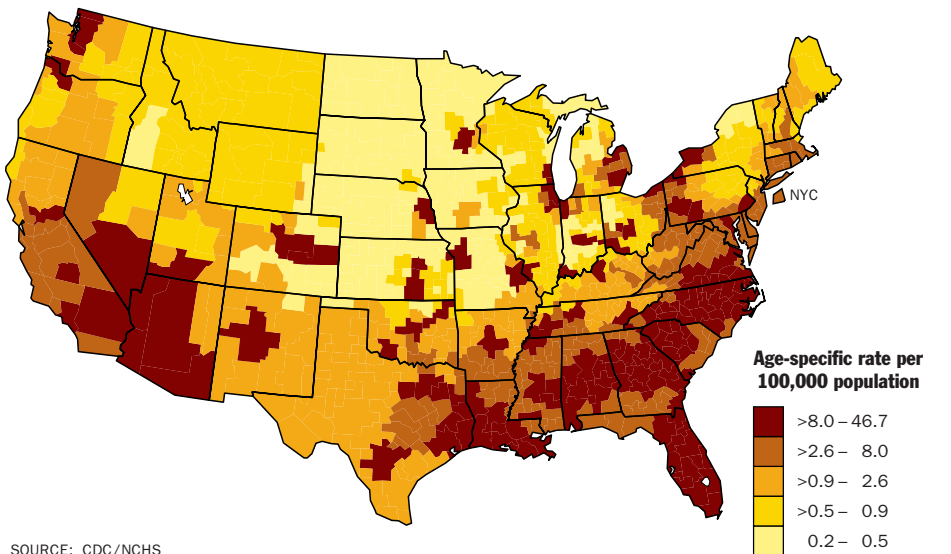 NYC
Age-specific rate per
100,000 population
>8.0 – 46.7
>2.6 – 8.0
>0.9 – 2.6
>0.5 – 0.9
0.2 – 0.5
SOURCE: CDC/NCHS